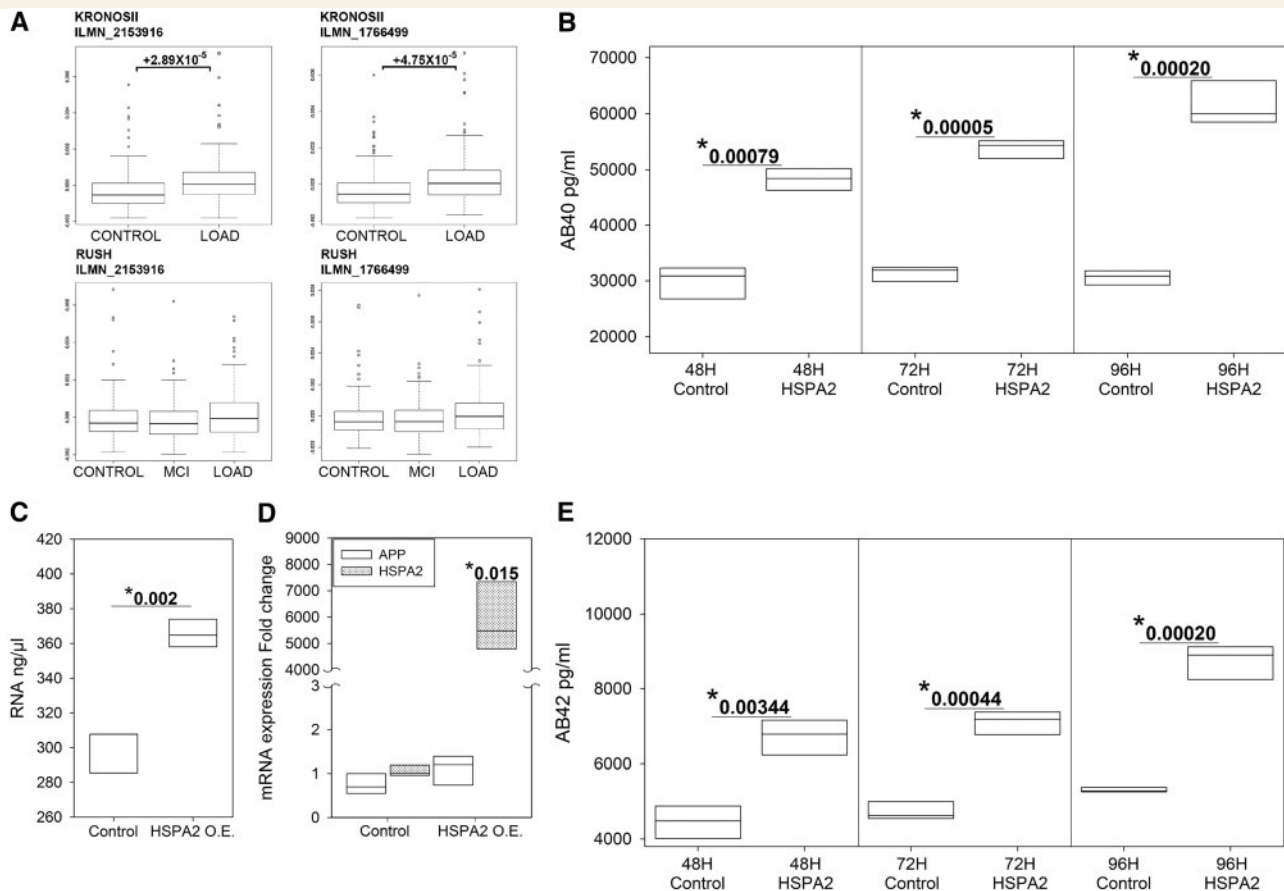 A
KRONOSII
ILMN_2153916
+2.89X10-5
CONTROL LOAD
KRONOSII
ILMN_1766499
+4.75X10-5
CONTROL LOAD
RUSH
ILMN_2153916
CONTROL MCI LOAD
RUSH
ILMN_1766499
CONTROL MCI LOAD
B
AB40 pg/ml
70000
60000
50000
40000
30000
20000
*0.00079
*0.00005
*0.00020
48H Control
48H HSPA2
72H Control
72H HSPA2
96H Control
96H HSPA2
C
RNA ng/µl
420
400
380
360
340
320
300
280
260
*0.002
Control HSPA2 O.E.
D
mRNA expression Fold change
9000
8000
7000
6000
5000
4000
3
2
1
0
APP
HSPA2
*0.015
Control HSPA2 O.E.
E
AB42 pg/ml
12000
10000
8000
6000
4000
*0.00344
*0.00044
*0.00020
48H Control
48H HSPA2
72H Control
72H HSPA2
96H Control
96H HSPA2